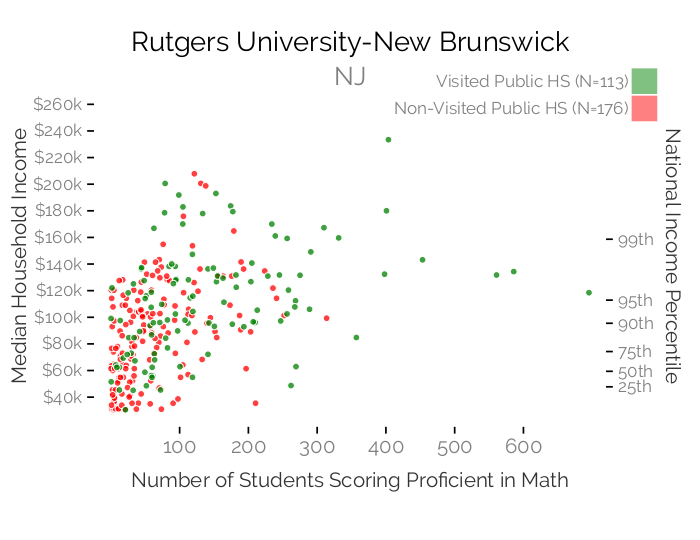 Rutgers University-New Brunswick
NJ
Visited Public HS (N=113)
Non-Visited Public HS (N=176)
Median Household Income
$260k
$240k
$220k
$200k
$180k
$160k
$140k
$120k
$100k
$80k
$60k
$40k
National Income Percentile
99th
95th
90th
75th
50th
25th
100 200 300 400 500 600
Number of Students Scoring Proficient in Math